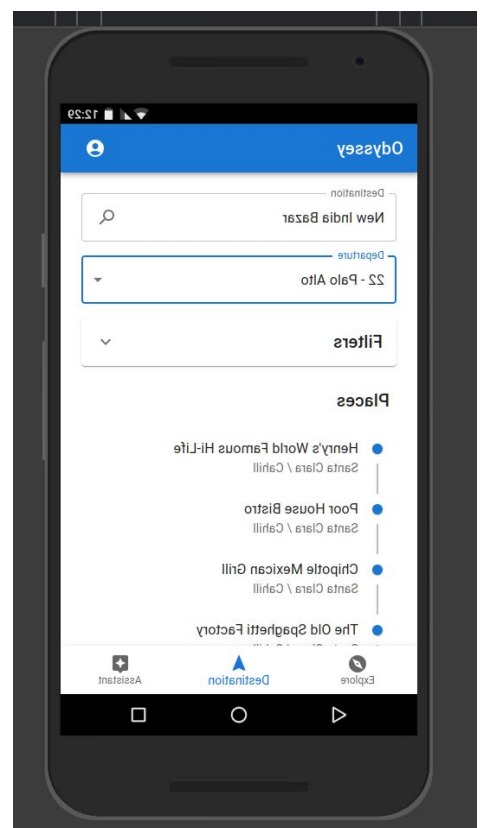 12:29
Odyssey
Destination
New India Bazar
Departure
22 - Palo Alto
Filters
Places
Henry's World Famous Hi-Life
Santa Clara / Cahill
Poor House Bistro
Santa Clara / Cahill
Chipotle Mexican Grill
Santa Clara / Cahill
The Old Spaghetti Factory
Explore
Destination
Assistant